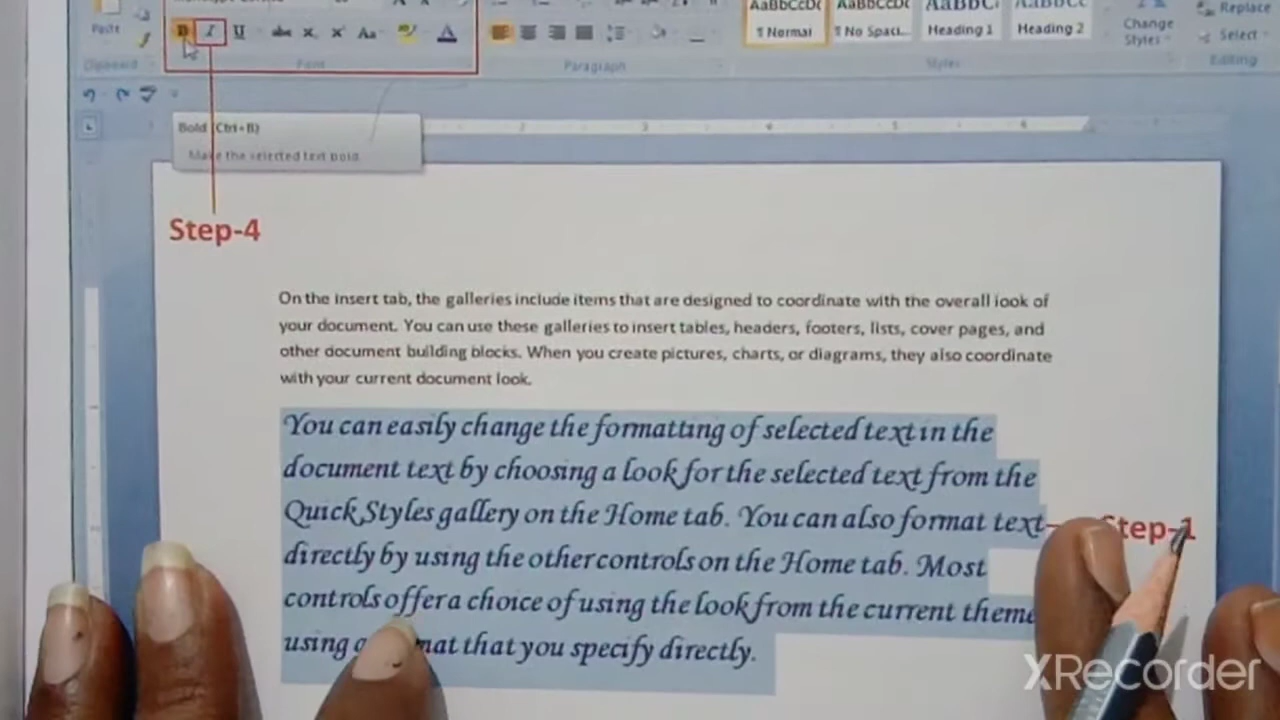 AaBbCcDc AaBbCcDc AaBbC AaBbCc
Replace
Paste
B I U abc x x Aa A
¶ Normal ¶ No Spaci... Heading 1 Heading 2
Change Styles
Select
Clipboard Font Paragraph Styles Editing
Bold (Ctrl+B)
Make the selected text bold.
Step-4
On the insert tab, the galleries include items that are designed to coordinate with the overall look of
your document. You can use these galleries to insert tables, headers, footers, lists, cover pages, and
other document building blocks. When you create pictures, charts, or diagrams, they also coordinate
with your current document look.
You can easily change the formatting of selected text in the
document text by choosing a look for the selected text from the
Quick Styles gallery on the Home tab. You can also format text
Step-1
directly by using the other controls on the Home tab. Most
controls offer a choice of using the look from the current theme
using that you specify directly.
XRecorder